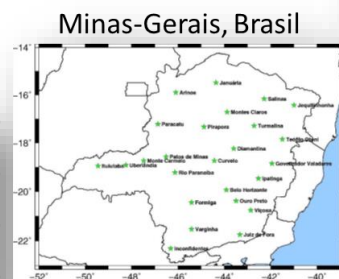 Minas-Gerais, Brasil
-14°
Januária
Arinos
-16°
Salinas
Jequitinhonha
Montes Claros
Paracatu
Pirapora
Turmalina
Teófilo Otoni
-18°
Diamantina
Patos de Minas
Curvelo
Monte Carmelo
Uberlândia
Ituiutaba
Governador Valadares
Rio Paranaíba
Ipatinga
-20°
Belo Horizonte
Formiga
Ouro Preto
Viçosa
Varginha
Juiz de Fora
-22°
Inconfidentes
-52° -50° -48° -46° -44° -42° -40°